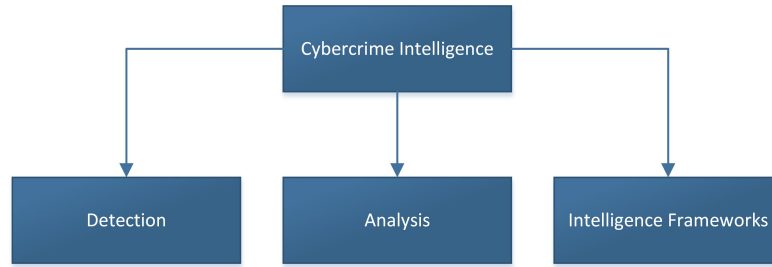 Cybercrime Intelligence
Detection
Analysis
Intelligence Frameworks